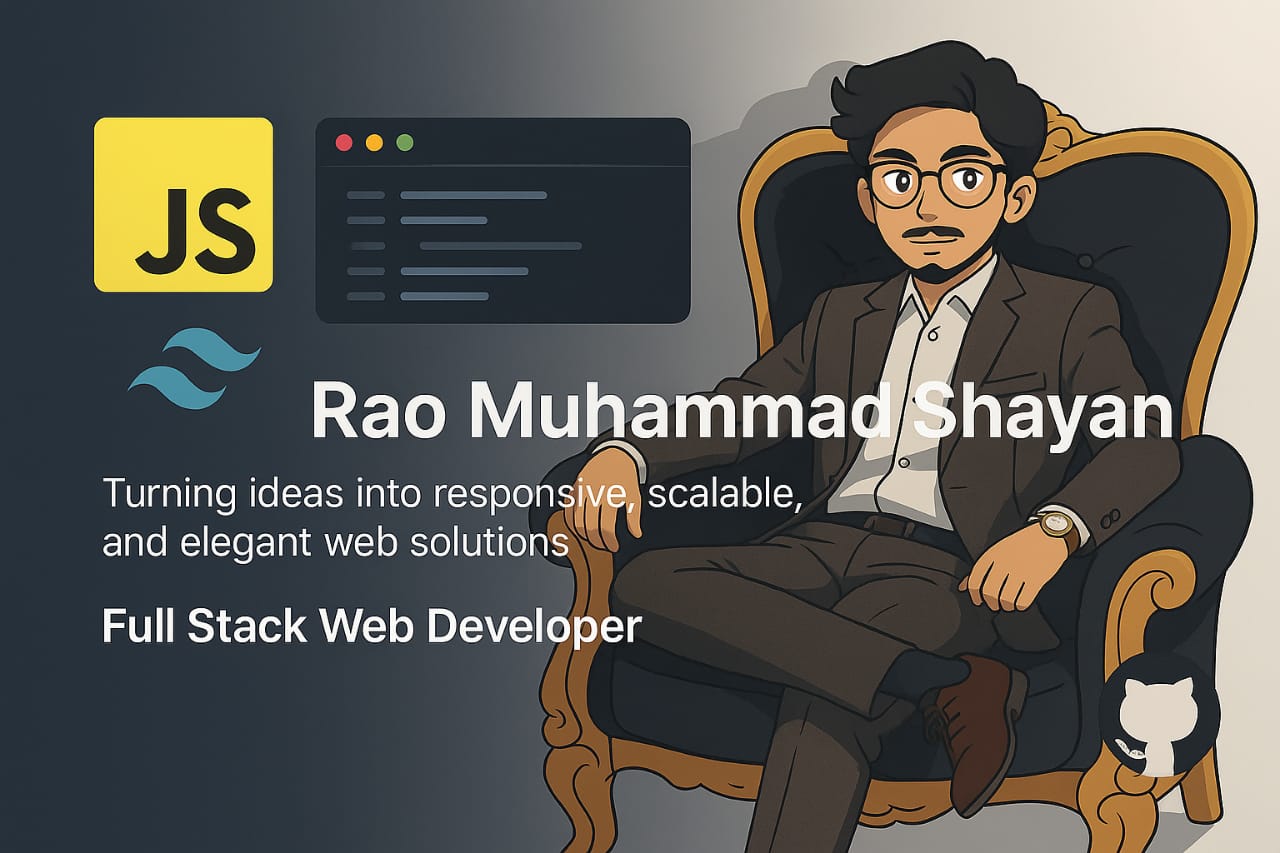 JS
Rao Muhammad Shayan
Turning ideas into responsive, scalable,
and elegant web solutions
Full Stack Web Developer